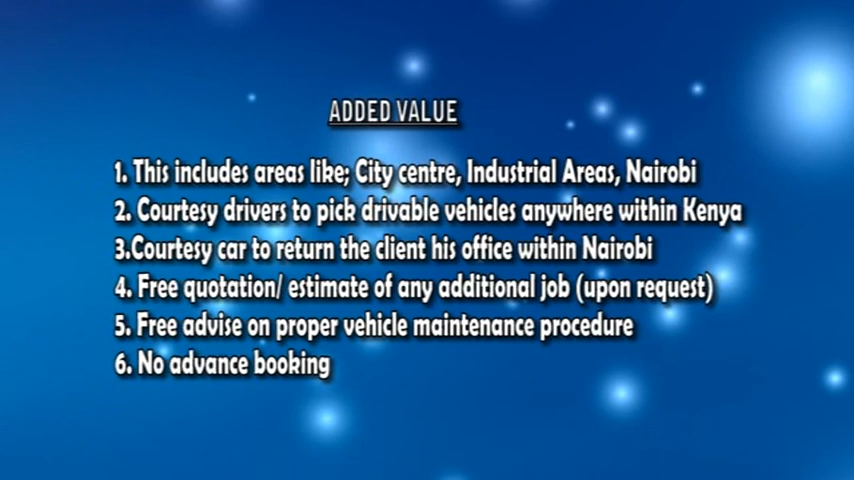 ADDED VALUE
1. This includes areas like; City centre, Industrial Areas, Nairobi
2. Courtesy drivers to pick drivable vehicles anywhere within Kenya
3.Courtesy car to return the client his office within Nairobi
4. Free quotation/ estimate of any additional job (upon request)
5. Free advise on proper vehicle maintenance procedure
6. No advance booking